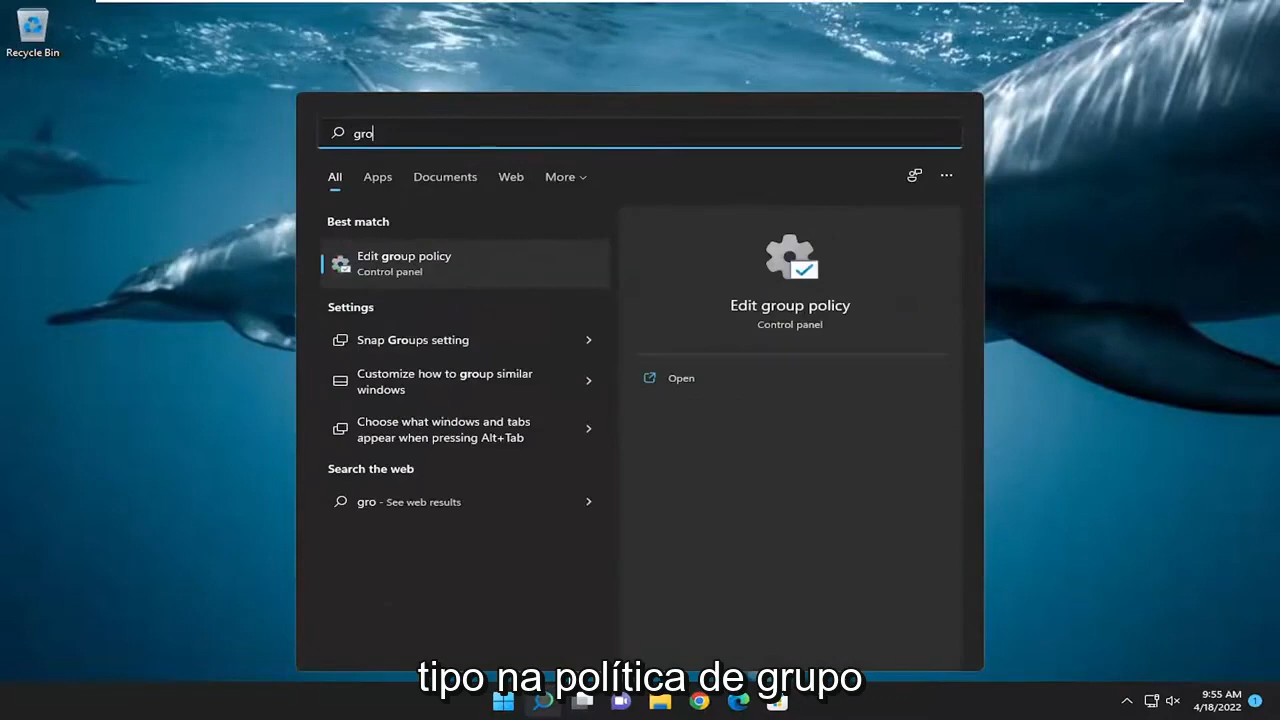 Recycle Bin
gro
All Apps Documents Web More
Best match
Edit group policy
Control panel
Settings
Snap Groups setting
Customize how to group similar
windows
Choose what windows and tabs
appear when pressing Alt+Tab
Search the web
gro - See web results
Edit group policy
Control panel
Open
tipo na política de grupo
9:55 AM
4/18/2022
1